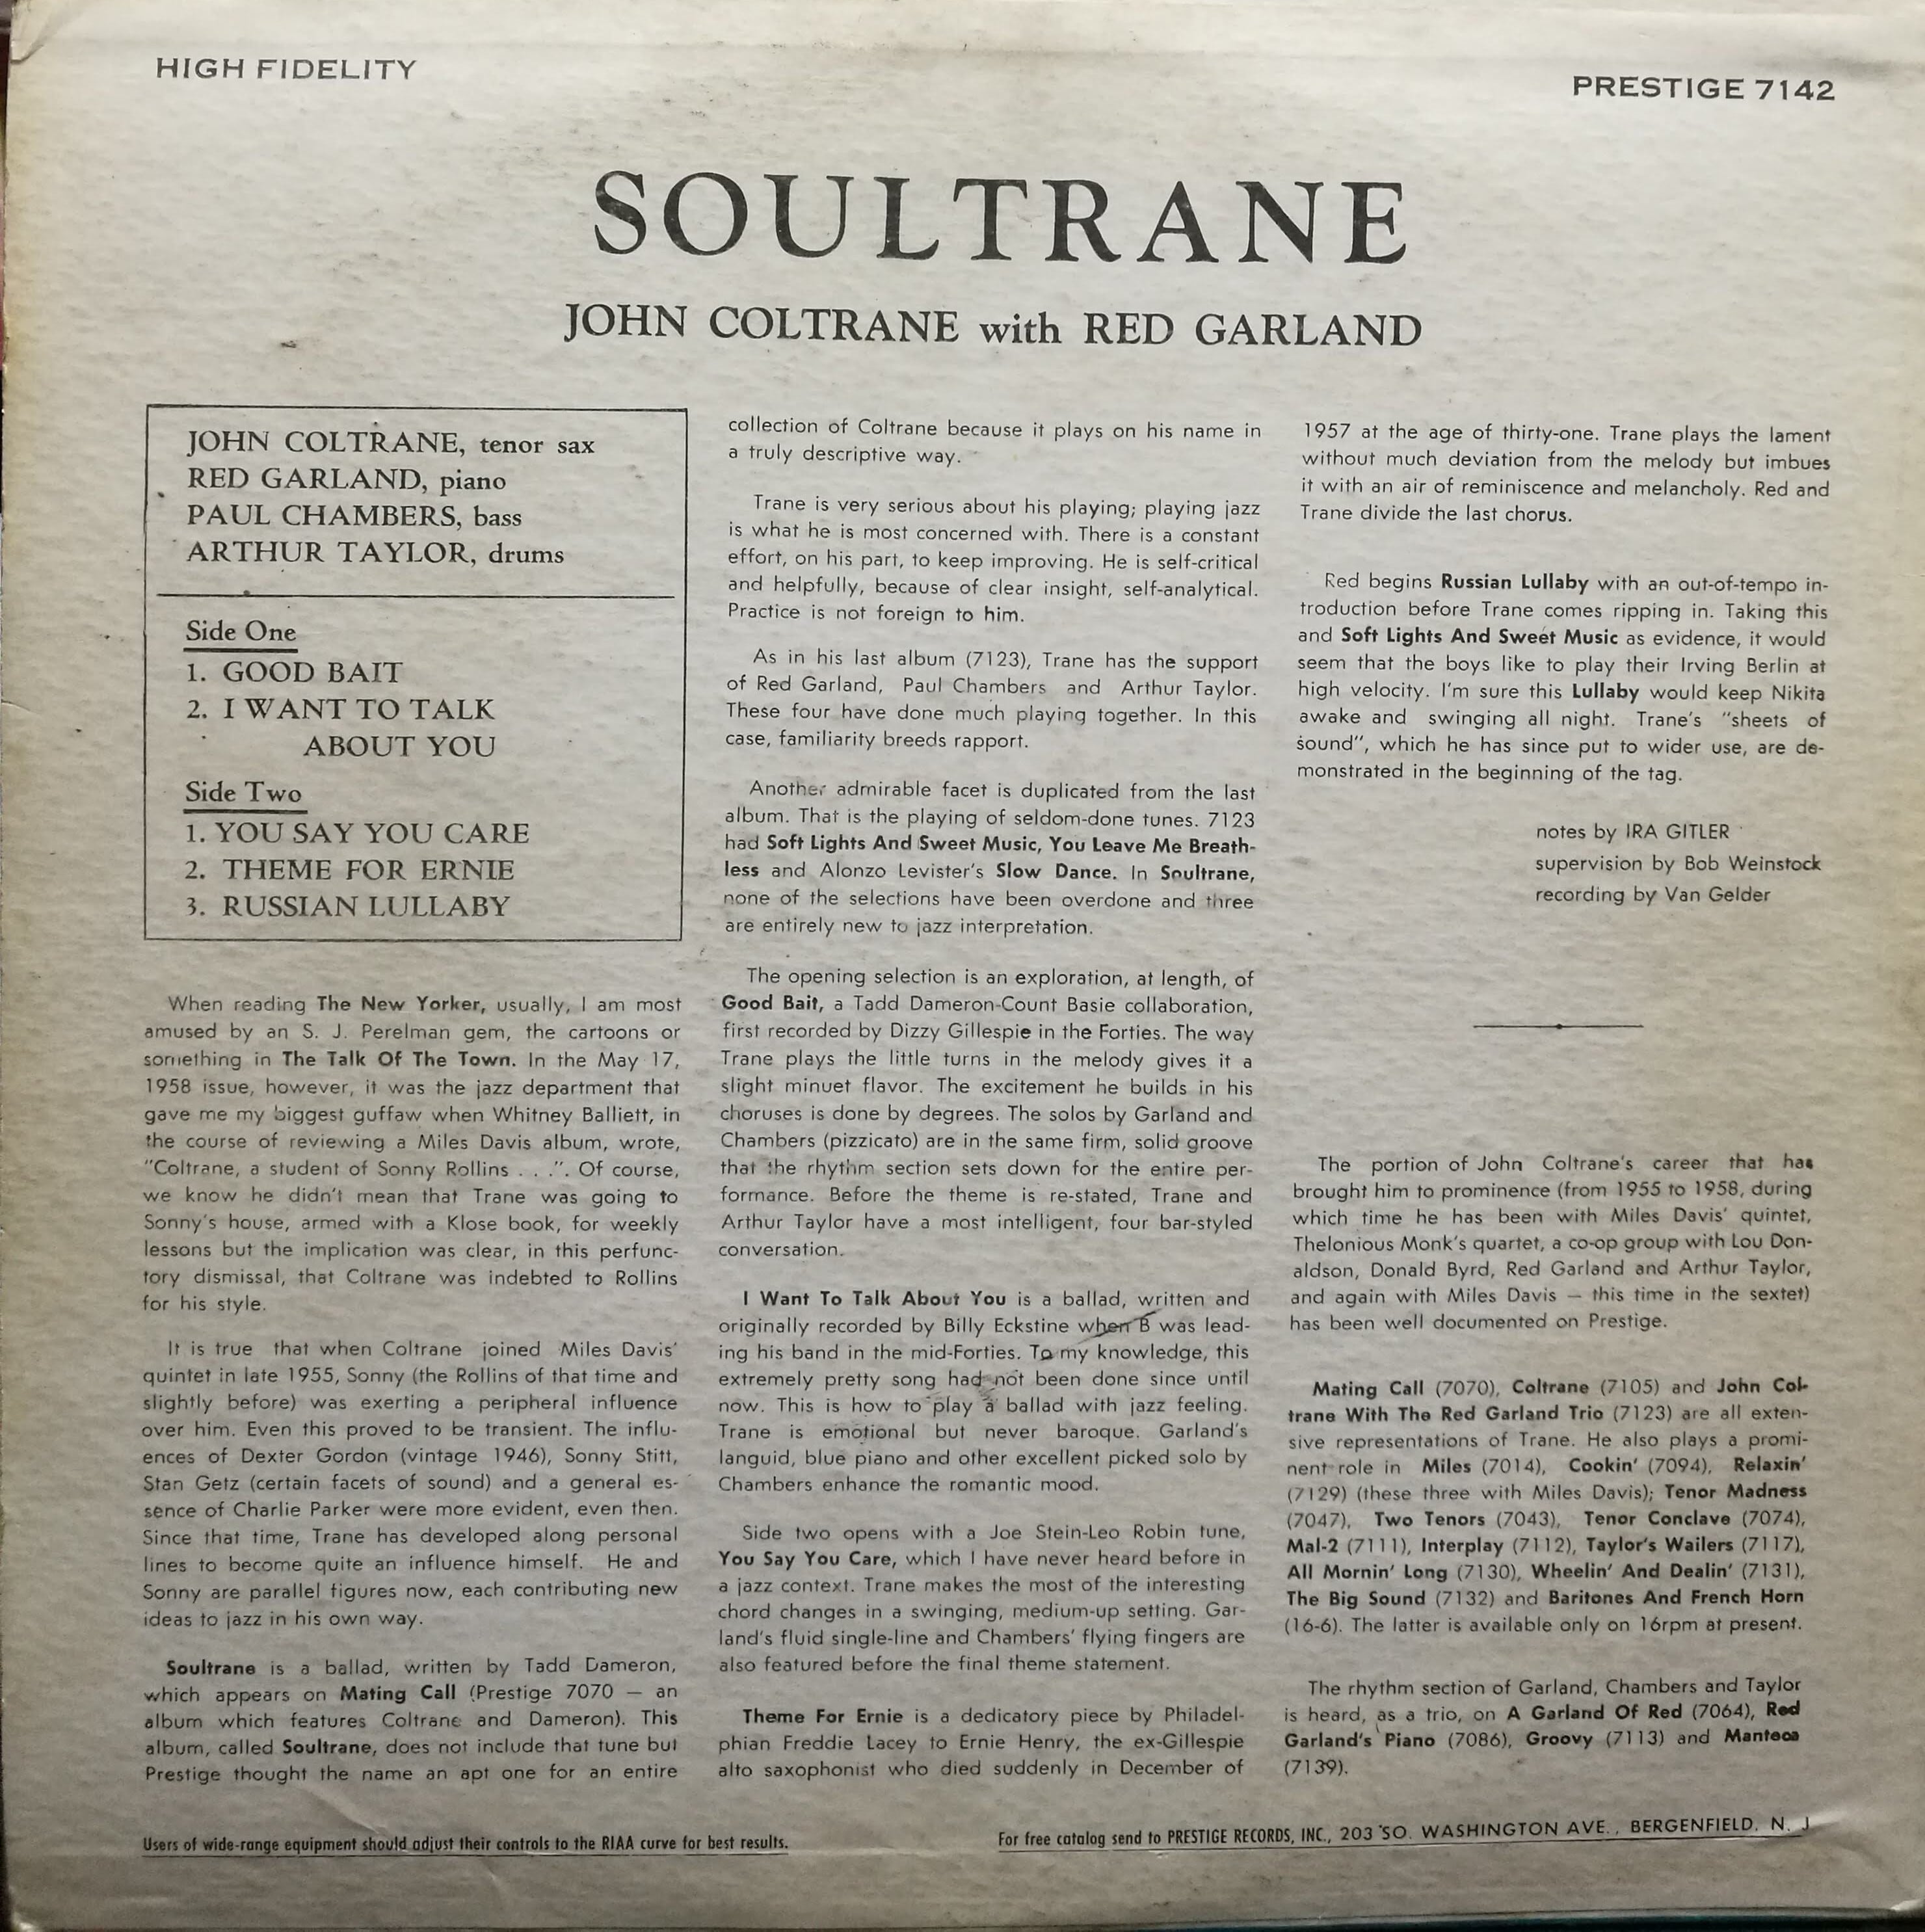 HIGH FIDELITY
PRESTIGE 7142
SOULTRANE
JOHN COLTRANE with RED GARLAND
JOHN COLTRANE, tenor sax
RED GARLAND, piano
PAUL CHAMBERS, bass
ARTHUR TAYLOR, drums
Side One
1. GOOD BAIT
2. I WANT TO TALK
ABOUT YOU
Side Two
1. YOU SAY YOU CARE
2. THEME FOR ERNIE
3. RUSSIAN LULLABY
When reading The New Yorker, usually, I am most
amused by an S. J. Perelman gem, the cartoons or
something in The Talk Of The Town. In the May 17,
1958 issue, however, it was the jazz department that
gave me my biggest guffaw when Whitney Balliett, in
the course of reviewing a Miles Davis album, wrote,
"Coltrane, a student of Sonny Rollins . . .". Of course,
we know he didn't mean that Trane was going to
Sonny's house, armed with a Klose book, for weekly
lessons but the implication was clear, in this perfunc-
tory dismissal, that Coltrane was indebted to Rollins
for his style.
It is true that when Coltrane joined Miles Davis'
quintet in late 1955, Sonny (the Rollins of that time and
slightly before) was exerting a peripheral influence
over him. Even this proved to be transient. The influ-
ences of Dexter Gordon (vintage 1946), Sonny Stitt,
Stan Getz (certain facets of sound) and a general es-
sence of Charlie Parker were more evident, even then.
Since that time, Trane has developed along personal
lines to become quite an influence himself. He and
Sonny are parallel figures now, each contributing new
ideas to jazz in his own way.
Soultrane is a ballad, written by Tadd Dameron,
which appears on Mating Call (Prestige 7070 — an
album which features Coltrane and Dameron). This
album, called Soultrane, does not include that tune but
Prestige thought the name an apt one for an entire
collection of Coltrane because it plays on his name in
a truly descriptive way.
Trane is very serious about his playing; playing jazz
is what he is most concerned with. There is a constant
effort, on his part, to keep improving. He is self-critical
and helpfully, because of clear insight, self-analytical.
Practice is not foreign to him.
As in his last album (7123), Trane has the support
of Red Garland, Paul Chambers and Arthur Taylor.
These four have done much playing together. In this
case, familiarity breeds rapport.
Another admirable facet is duplicated from the last
album. That is the playing of seldom-done tunes. 7123
had Soft Lights And Sweet Music, You Leave Me Breath-
less and Alonzo Levister's Slow Dance. In Soultrane,
none of the selections have been overdone and three
are entirely new to jazz interpretation.
The opening selection is an exploration, at length, of
Good Bait, a Tadd Dameron-Count Basie collaboration,
first recorded by Dizzy Gillespie in the Forties. The way
Trane plays the little turns in the melody gives it a
slight minuet flavor. The excitement he builds in his
choruses is done by degrees. The solos by Garland and
Chambers (pizzicato) are in the same firm, solid groove
that the rhythm section sets down for the entire per-
formance. Before the theme is re-stated, Trane and
Arthur Taylor have a most intelligent, four bar-styled
conversation.
I Want To Talk About You is a ballad, written and
originally recorded by Billy Eckstine when B was lead-
ing his band in the mid-Forties. To my knowledge, this
extremely pretty song had not been done since until
now. This is how to play a ballad with jazz feeling.
Trane is emotional but never baroque. Garland's
languid, blue piano and other excellent picked solo by
Chambers enhance the romantic mood.
Side two opens with a Joe Stein-Leo Robin tune,
You Say You Care, which I have never heard before in
a jazz context. Trane makes the most of the interesting
chord changes in a swinging, medium-up setting. Gar-
land's fluid single-line and Chambers' flying fingers are
also featured before the final theme statement.
Theme For Ernie is a dedicatory piece by Philadel-
phian Freddie Lacey to Ernie Henry, the ex-Gillespie
alto saxophonist who died suddenly in December of
1957 at the age of thirty-one. Trane plays the lament
without much deviation from the melody but imbues
it with an air of reminiscence and melancholy. Red and
Trane divide the last chorus.
Red begins Russian Lullaby with an out-of-tempo in-
troduction before Trane comes ripping in. Taking this
and Soft Lights And Sweet Music as evidence, it would
seem that the boys like to play their Irving Berlin at
high velocity. I'm sure this Lullaby would keep Nikita
awake and swinging all night. Trane's "sheets of
sound", which he has since put to wider use, are de-
monstrated in the beginning of the tag.
notes by IRA GITLER
supervision by Bob Weinstock
recording by Van Gelder
The portion of John Coltrane's career that has
brought him to prominence (from 1955 to 1958, during
which time he has been with Miles Davis' quintet,
Thelonious Monk's quartet, a co-op group with Lou Don-
aldson, Donald Byrd, Red Garland and Arthur Taylor,
and again with Miles Davis — this time in the sextet)
has been well documented on Prestige.
Mating Call (7070), Coltrane (7105) and John Col-
trane With The Red Garland Trio (7123) are all exten-
sive representations of Trane. He also plays a promi-
nent role in Miles (7014), Cookin' (7094), Relaxin'
(7129) (these three with Miles Davis); Tenor Madness
(7047), Two Tenors (7043), Tenor Conclave (7074),
Mal-2 (7111), Interplay (7112), Taylor's Wailers (7117),
All Mornin' Long (7130), Wheelin' And Dealin' (7131),
The Big Sound (7132) and Baritones And French Horn
(16-6). The latter is available only on 16rpm at present.
The rhythm section of Garland, Chambers and Taylor
is heard, as a trio, on A Garland Of Red (7064), Red
Garland's Piano (7086), Groovy (7113) and Manteca
(7139).
Users of wide-range equipment should adjust their controls to the RIAA curve for best results.
For free catalog send to PRESTIGE RECORDS, INC., 203 SO. WASHINGTON AVE., BERGENFIELD, N. J